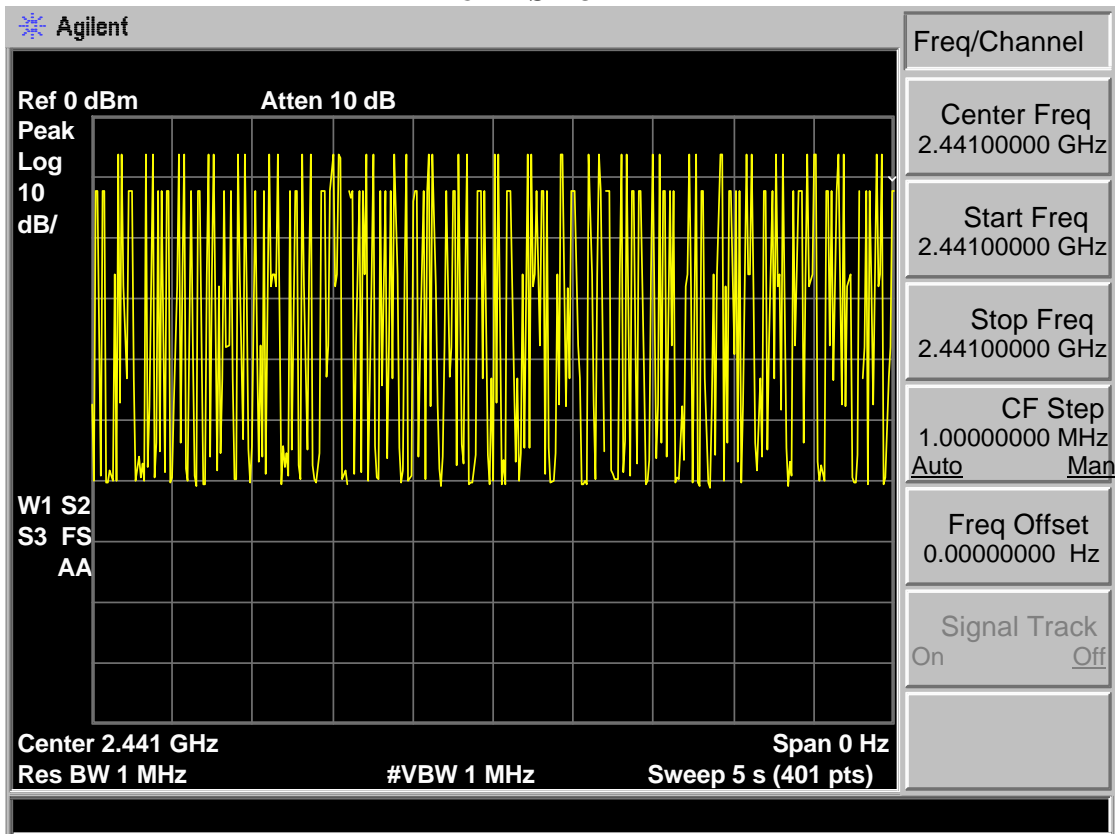 Agilent
Freq/Channel
Ref 0 dBm Atten 10 dB
Peak
Log
10
dB/
W1 S2
S3 FS
AA
Center 2.441 GHz Span 0 Hz
Res BW 1 MHz #VBW 1 MHz Sweep 5 s (401 pts)
Center Freq
2.44100000 GHz
Start Freq
2.44100000 GHz
Stop Freq
2.44100000 GHz
CF Step
1.00000000 MHz
Auto Man
Freq Offset
0.00000000 Hz
Signal Track
On Off